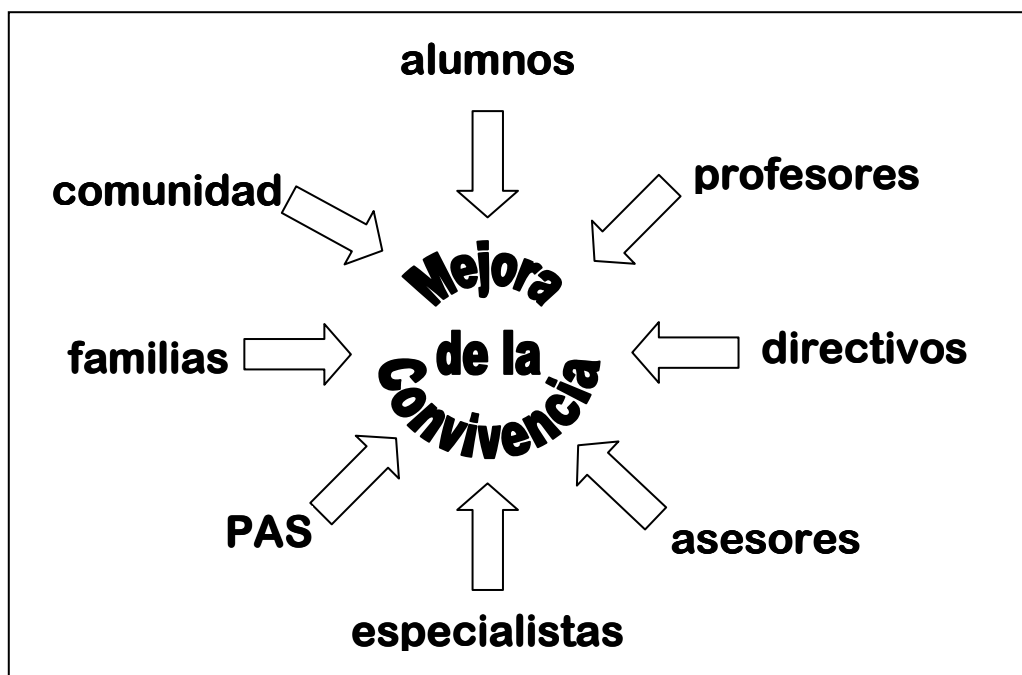 alumnos
comunidad
profesores
Mejora
de la
Convivencia
familias
directivos
PAS
asesores
especialistas